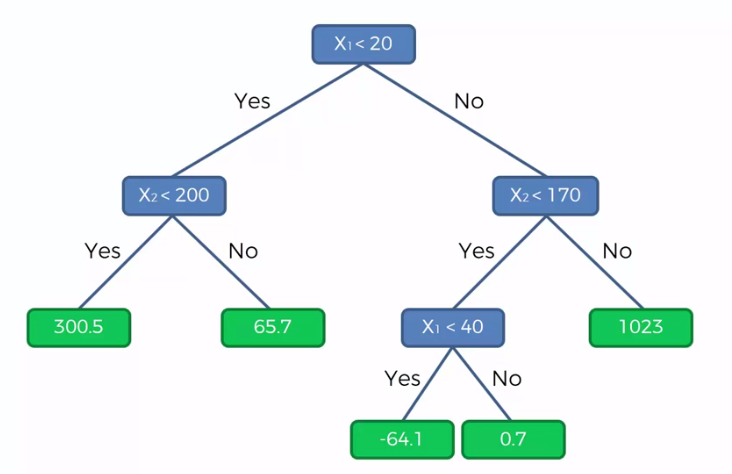 X₁ < 20
Yes
No
X₂ < 200
X₂ < 170
Yes
No
Yes
No
300.5
65.7
X₁ < 40
1023
Yes
No
-64.1
0.7